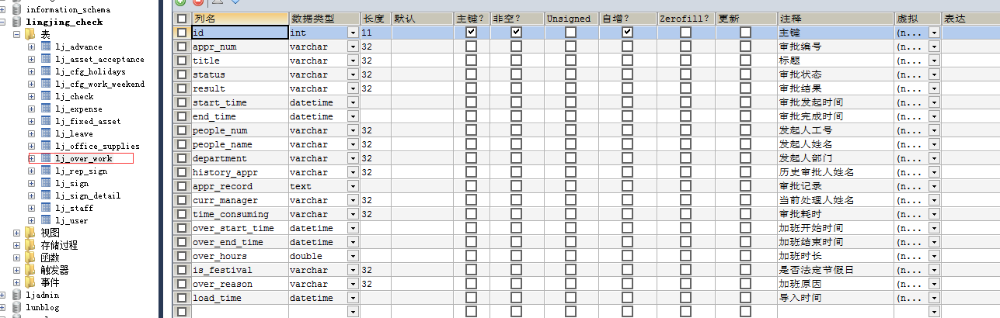 information_schema
lingjing_check
表
lj_advance
lj_asset_acceptance
lj_cfg_holidays
lj_cfg_work_weekend
lj_check
lj_expense
lj_fixed_asset
lj_leave
lj_office_supplies
lj_over_work
lj_rep_sign
lj_sign
lj_sign_detail
lj_staff
lj_user
视图
存储过程
函数
触发器
事件
ljadmin
lunblog
列名 数据类型 长度 默认 主键? 非空? Unsigned 自增? Zerofill? 更新 注释 虚拟 表达
id int 11 主键 (n...
appr_num varchar 32 审批编号 (n...
title varchar 32 标题 (n...
status varchar 32 审批状态 (n...
result varchar 32 审批结果 (n...
start_time datetime 审批发起时间 (n...
end_time datetime 审批完成时间 (n...
people_num varchar 32 发起人工号 (n...
people_name varchar 32 发起人姓名 (n...
department varchar 32 发起人部门 (n...
history_appr varchar 32 历史审批人姓名 (n...
appr_record text 审批记录 (n...
curr_manager varchar 32 当前处理人姓名 (n...
time_consuming varchar 32 审批耗时 (n...
over_start_time datetime 加班开始时间 (n...
over_end_time datetime 加班结束时间 (n...
over_hours double 加班时长 (n...
is_festival varchar 32 是否法定节假日 (n...
over_reason varchar 32 加班原因 (n...
load_time datetime 导入时间 (n...
(n...